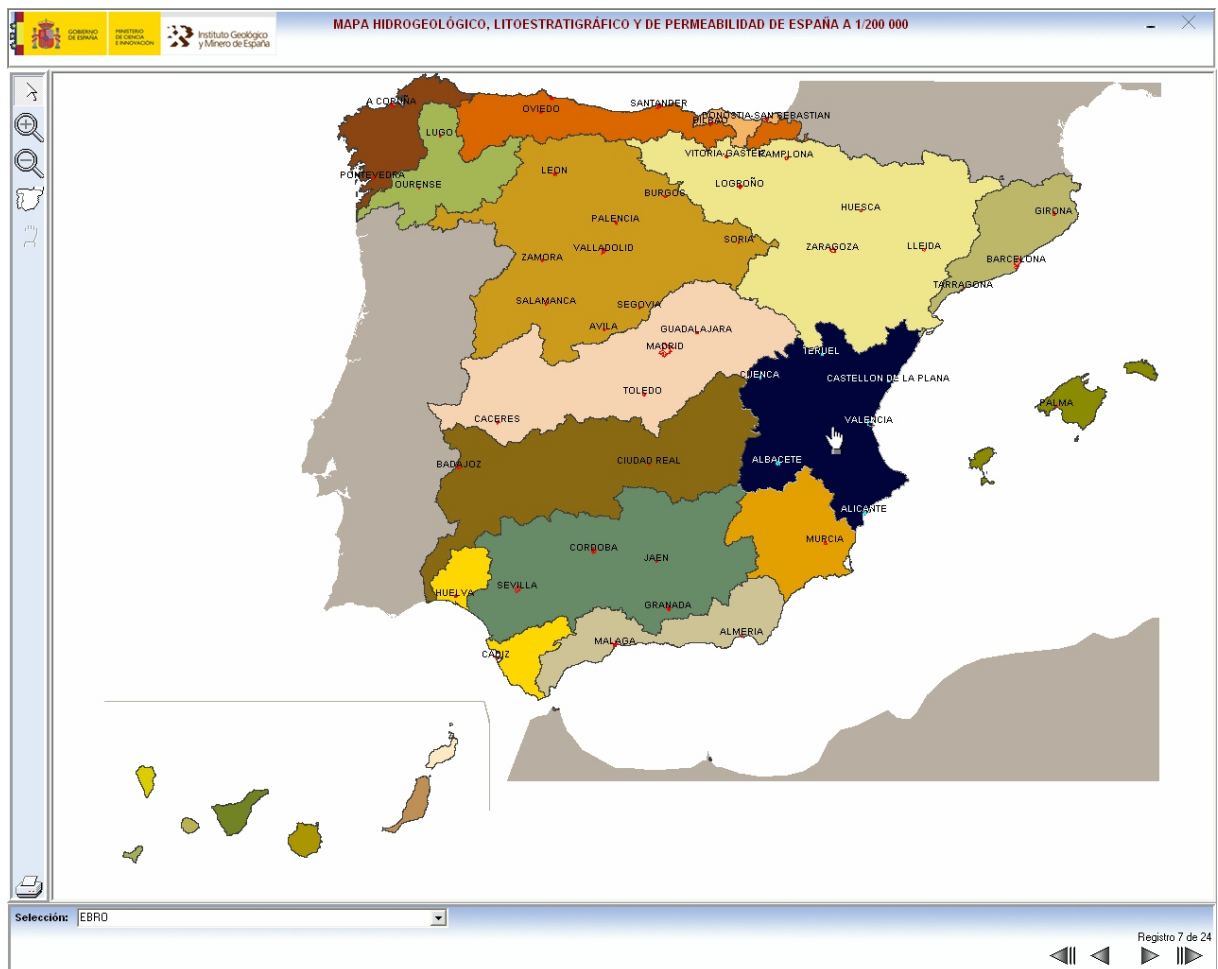 GOBIERNO
DE ESPAÑA
MINISTERIO
DE CIENCIA
E INNOVACIÓN
Instituto Geológico
y Minero de España
MAPA HIDROGEOLÓGICO, LITOESTRATIGRÁFICO Y DE PERMEABILIDAD DE ESPAÑA A 1/200 000
A CORUÑA
OVIEDO
SANTANDER
DONOSTIA-SAN SEBASTIAN
BILBAO
LUGO
VITORIA-GASTEIZ
PAMPLONA
PONTEVEDRA
OURENSE
LEON
LOGROÑO
BURGOS
HUESCA
GIRONA
PALENCIA
SORIA
VALLADOLID
ZARAGOZA
LLEIDA
ZAMORA
BARCELONA
TARRAGONA
SALAMANCA
SEGOVIA
AVILA
GUADALAJARA
MADRID
TERUEL
CUENCA
CASTELLON DE LA PLANA
TOLEDO
PALMA
CACERES
VALENCIA
BADAJOZ
CIUDAD REAL
ALBACETE
ALICANTE
CORDOBA
JAEN
MURCIA
SEVILLA
HUELVA
GRANADA
MALAGA
ALMERIA
CADIZ
Selección: EBRO
Registro 7 de 24